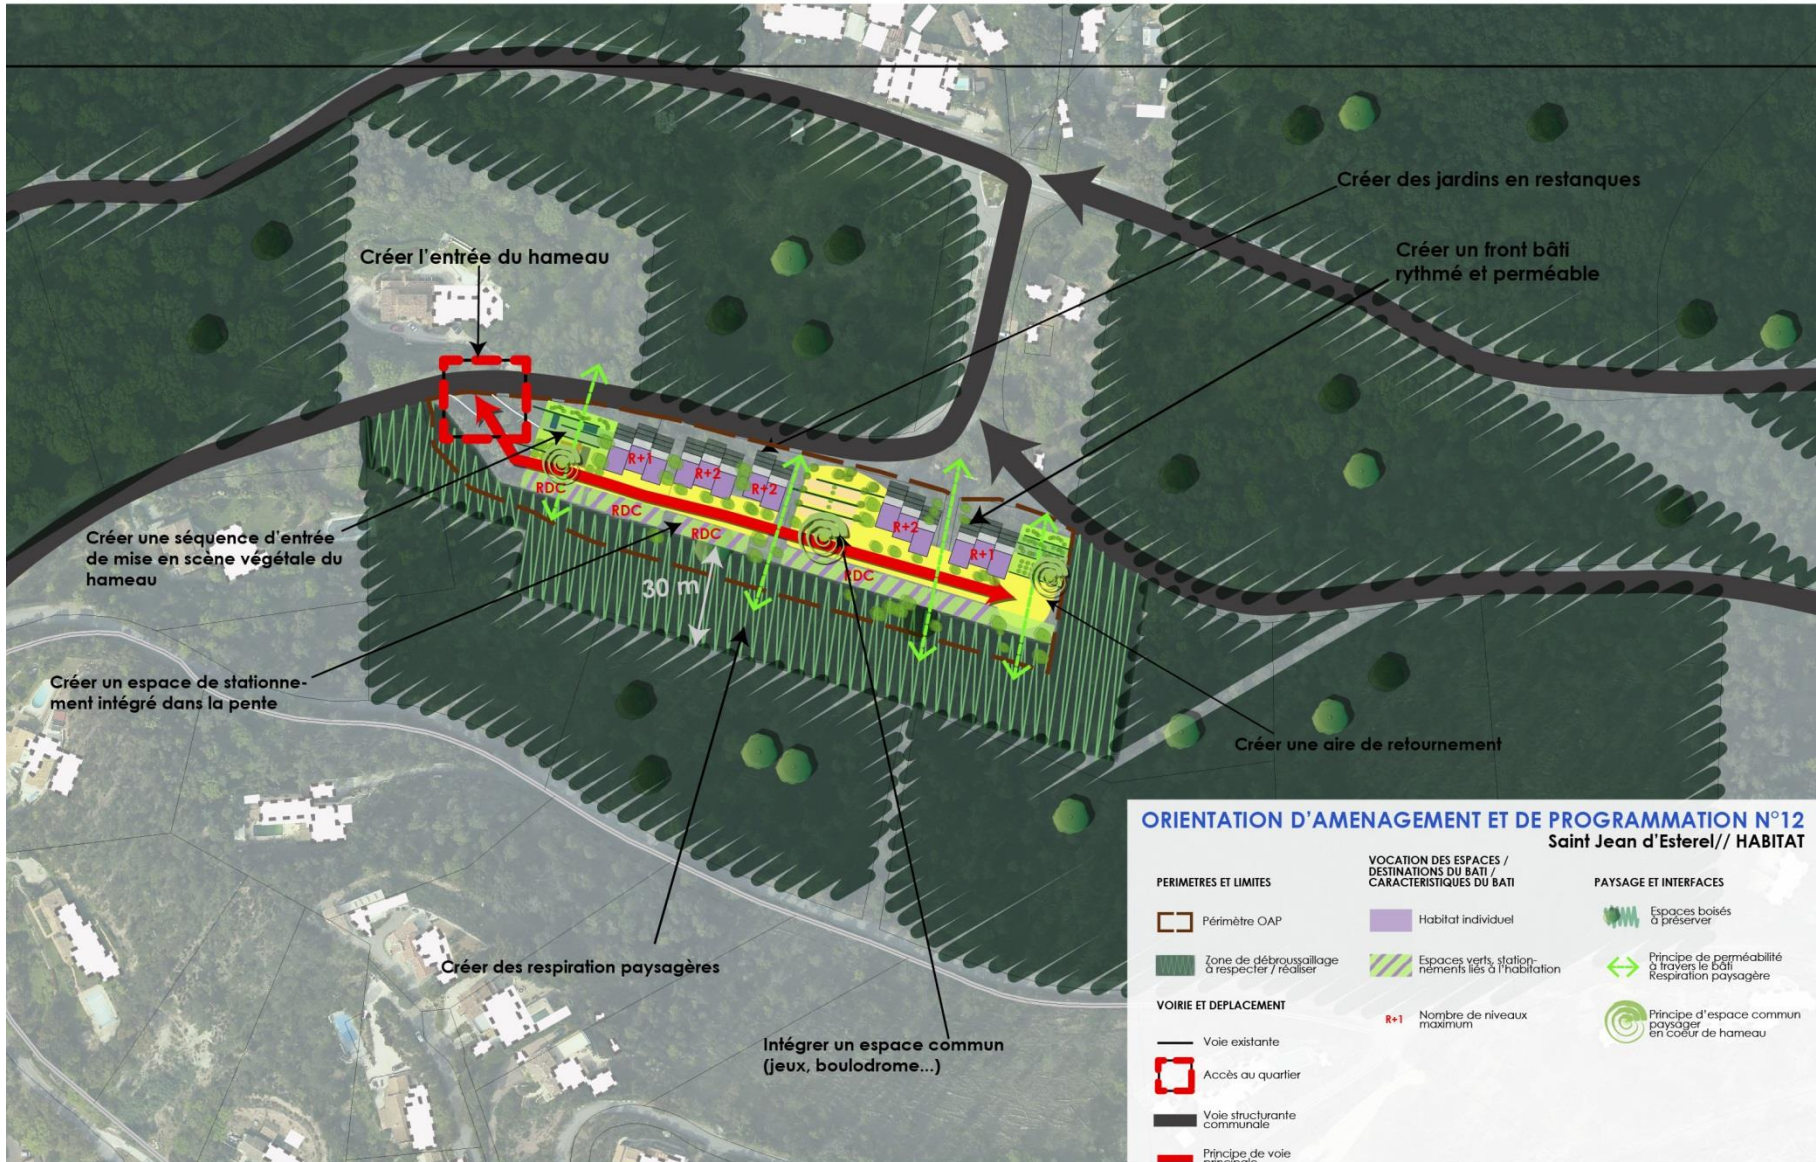 Créer des jardins en restanques
Créer un front bâti
rythmé et perméable
Créer l'entrée du hameau
R+1
R+2
R+2
R+2
R+1
RDC
RDC
RDC
RDC
30 m
Créer une séquence d'entrée
de mise en scène végétale du
hameau
Créer un espace de stationne-
ment intégré dans la pente
Créer une aire de retournement
Créer des respiration paysagères
Intégrer un espace commun
(jeux, boulodrome...)
ORIENTATION D'AMENAGEMENT ET DE PROGRAMMATION N°12
Saint Jean d'Esterel// HABITAT
PERIMETRES ET LIMITES
Périmètre OAP
Zone de débroussaillage
à respecter / réaliser
VOIRIE ET DEPLACEMENT
Voie existante
Accès au quartier
Voie structurante
communale
Principe de voie
principale
VOCATION DES ESPACES /
DESTINATIONS DU BATI /
CARACTERISTIQUES DU BATI
Habitat individuel
Espaces verts, station-
nements liés à l'habitation
R+1 Nombre de niveaux
maximum
PAYSAGE ET INTERFACES
Espaces boisés
à préserver
Principe de perméabilité
à travers le bâti
Respiration paysagère
Principe d'espace commun
paysager
en coeur de hameau